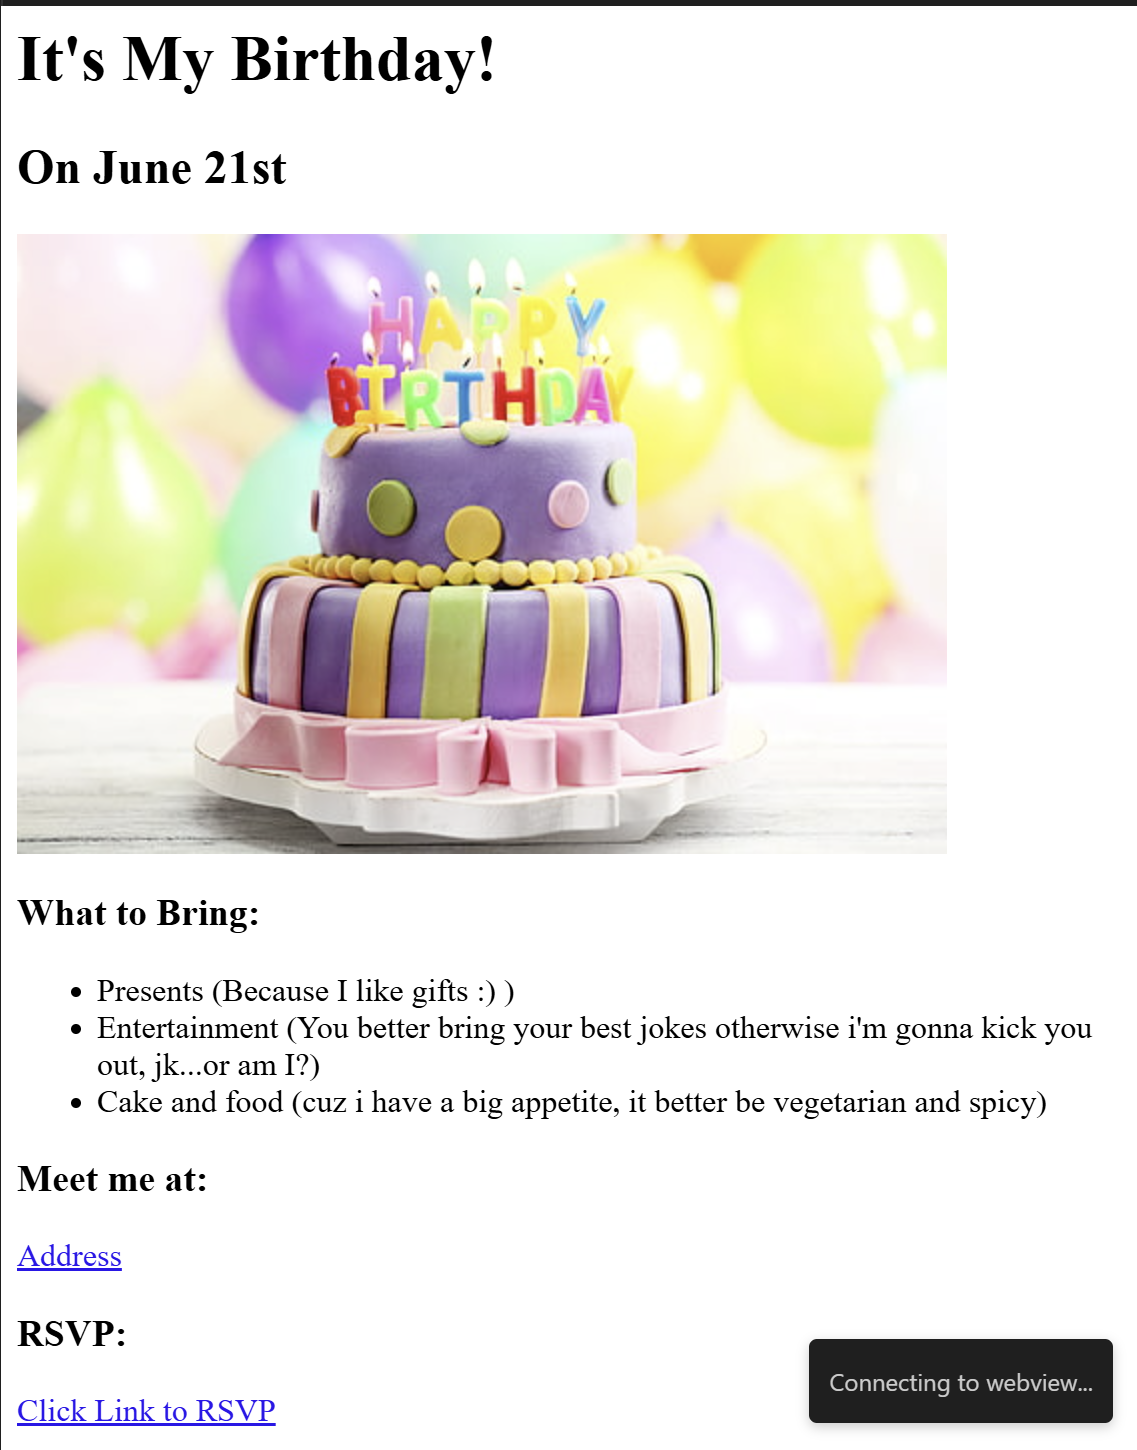 It's My Birthday!
On June 21st
HAPPY
BIRTHDAY
What to Bring:
Presents (Because I like gifts :) )
Entertainment (You better bring your best jokes otherwise i'm gonna kick you
out, jk...or am I?)
Cake and food (cuz i have a big appetite, it better be vegetarian and spicy)
Meet me at:
Address
RSVP:
Click Link to RSVP
Connecting to webview...